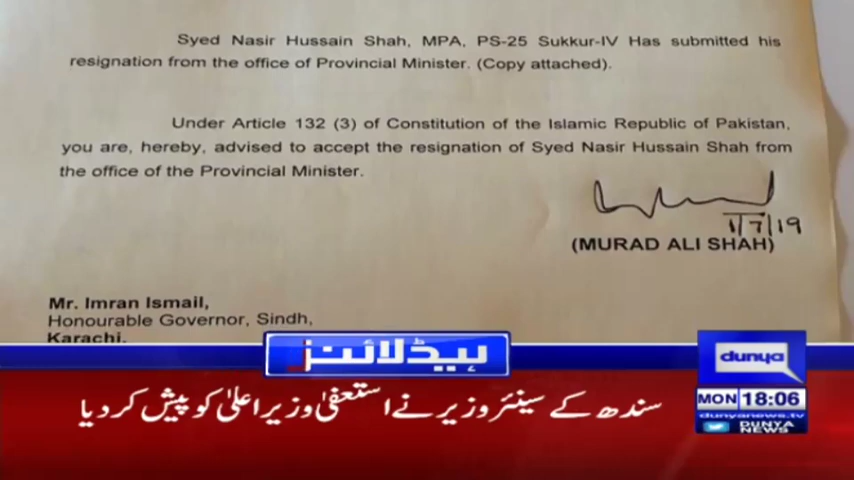 Syed Nasir Hussain Shah, MPA, PS-25 Sukkur-IV Has submitted his
resignation from the office of Provincial Minister. (Copy attached).
Under Article 132 (3) of Constitution of the Islamic Republic of Pakistan,
you are, hereby, advised to accept the resignation of Syed Nasir Hussain Shah from
the office of the Provincial Minister.
1/7/19
(MURAD ALI SHAH)
Mr. Imran Ismail,
Honourable Governor, Sindh,
Karachi.
ہیڈلائنز
dunya
MON 18:06
dunyanews.tv
DUNYA
NEWS
سندھ کے سینئر وزیر نے استعفیٰ وزیراعلیٰ کو پیش کر دیا